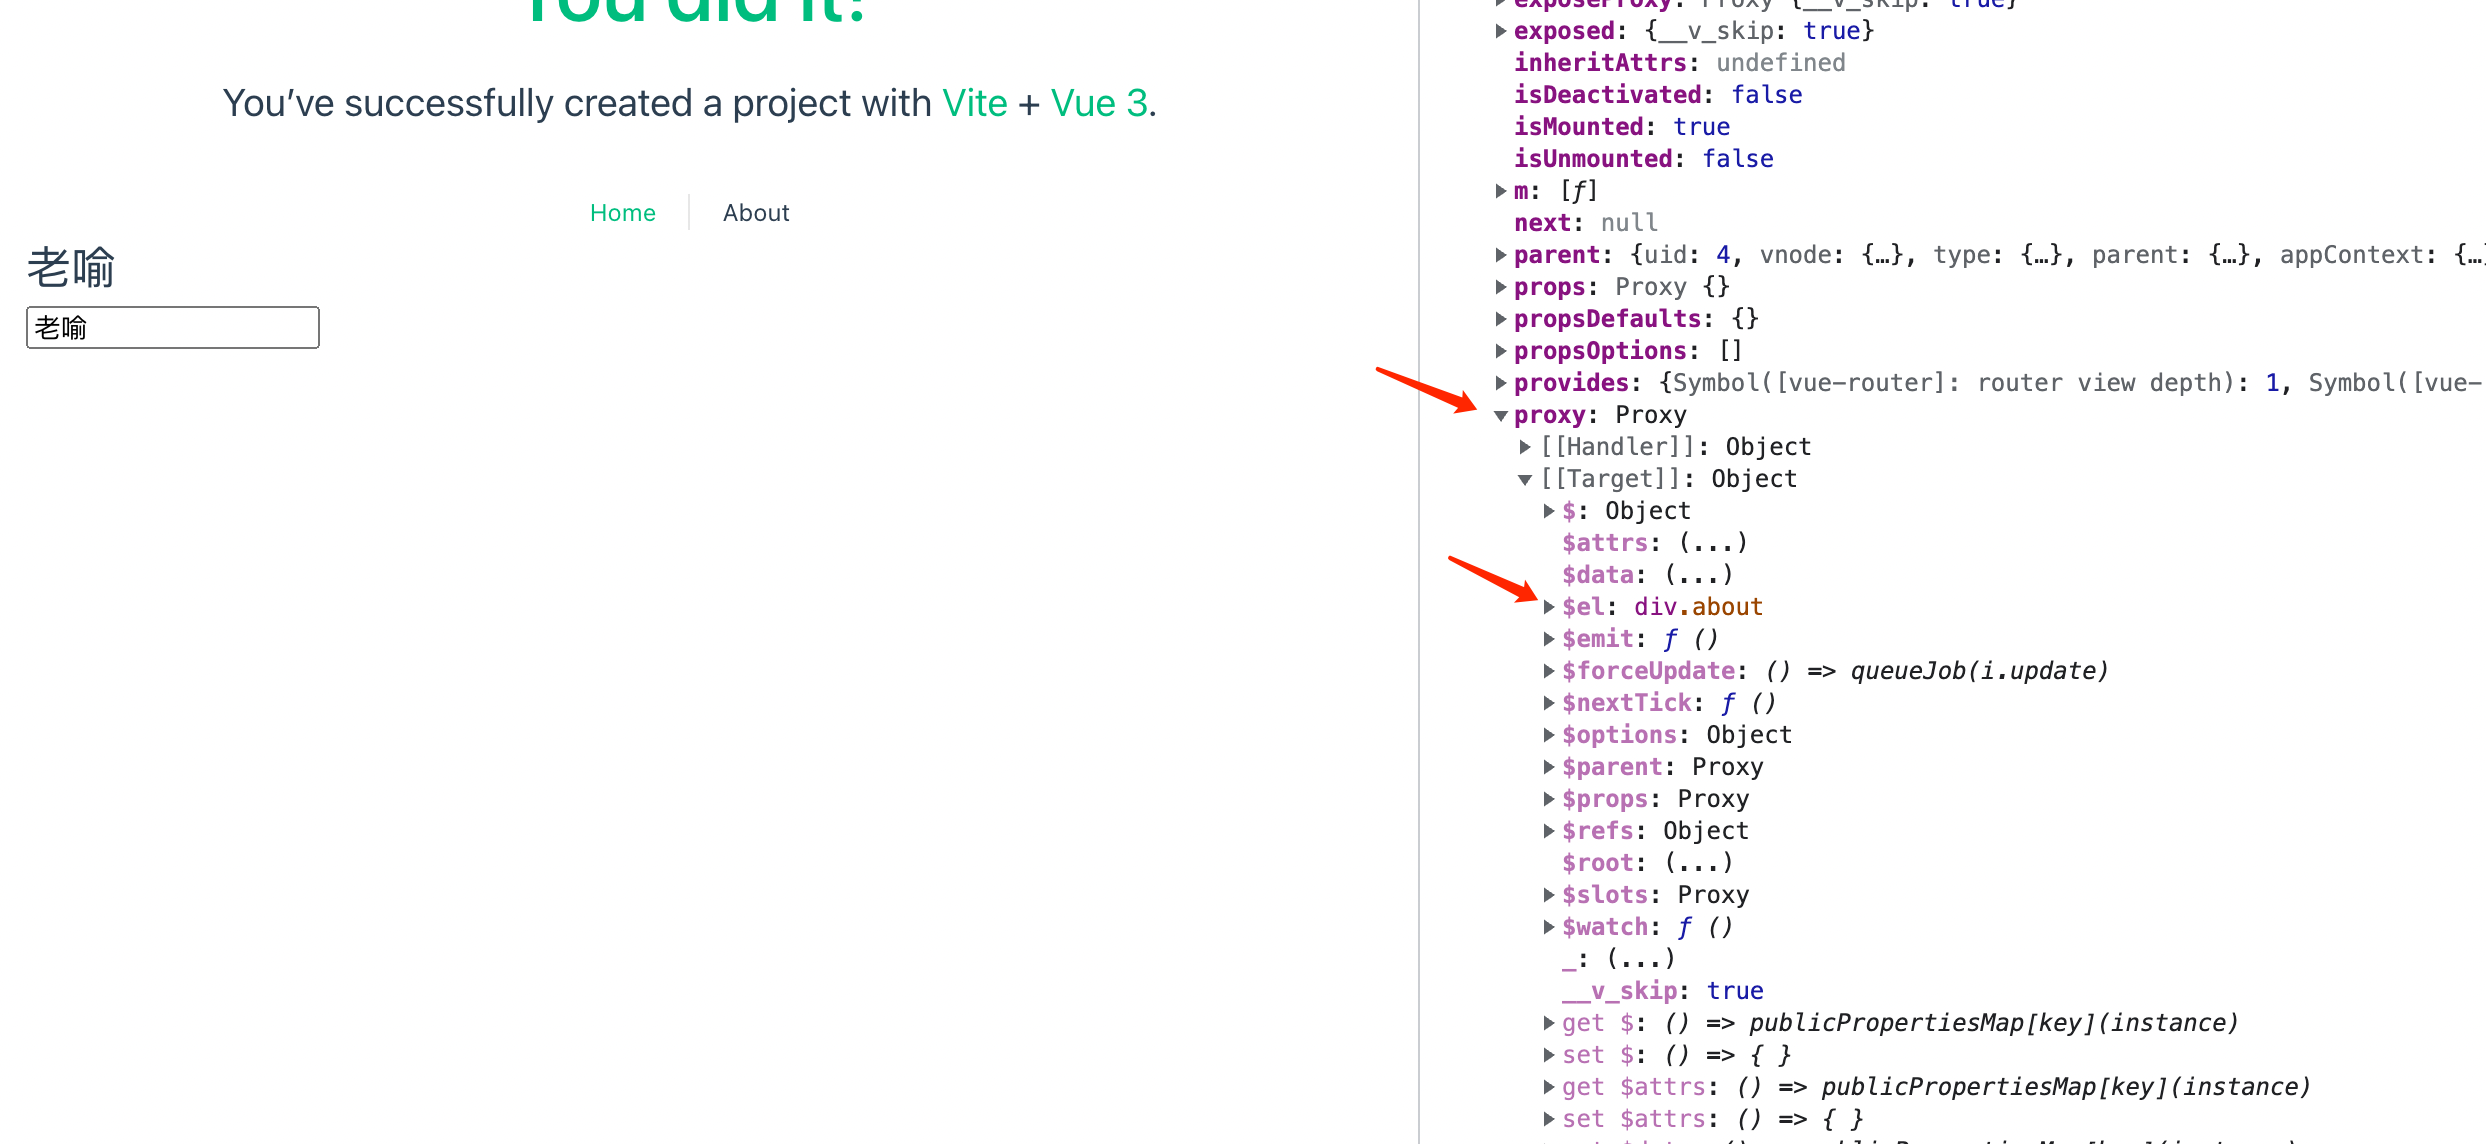 You did it!
You’ve successfully created a project with Vite + Vue 3.
Home
About
老喻
老喻
exposeProxy: Proxy {__v_skip: true}
exposed: {__v_skip: true}
inheritAttrs: undefined
isDeactivated: false
isMounted: true
isUnmounted: false
m: [ƒ]
next: null
parent: {uid: 4, vnode: {…}, type: {…}, parent: {…}, appContext: {…}
props: Proxy {}
propsDefaults: {}
propsOptions: []
provides: {Symbol([vue-router]: router view depth): 1, Symbol([vue-
proxy: Proxy
[[Handler]]: Object
[[Target]]: Object
$: Object
$attrs: (...)
$data: (...)
$el: div.about
$emit: ƒ ()
$forceUpdate: () => queueJob(i.update)
$nextTick: ƒ ()
$options: Object
$parent: Proxy
$props: Proxy
$refs: Object
$root: (...)
$slots: Proxy
$watch: ƒ ()
_: (...)
__v_skip: true
get $: () => publicPropertiesMap[key](instance)
set $: () => { }
get $attrs: () => publicPropertiesMap[key](instance)
set $attrs: () => { }